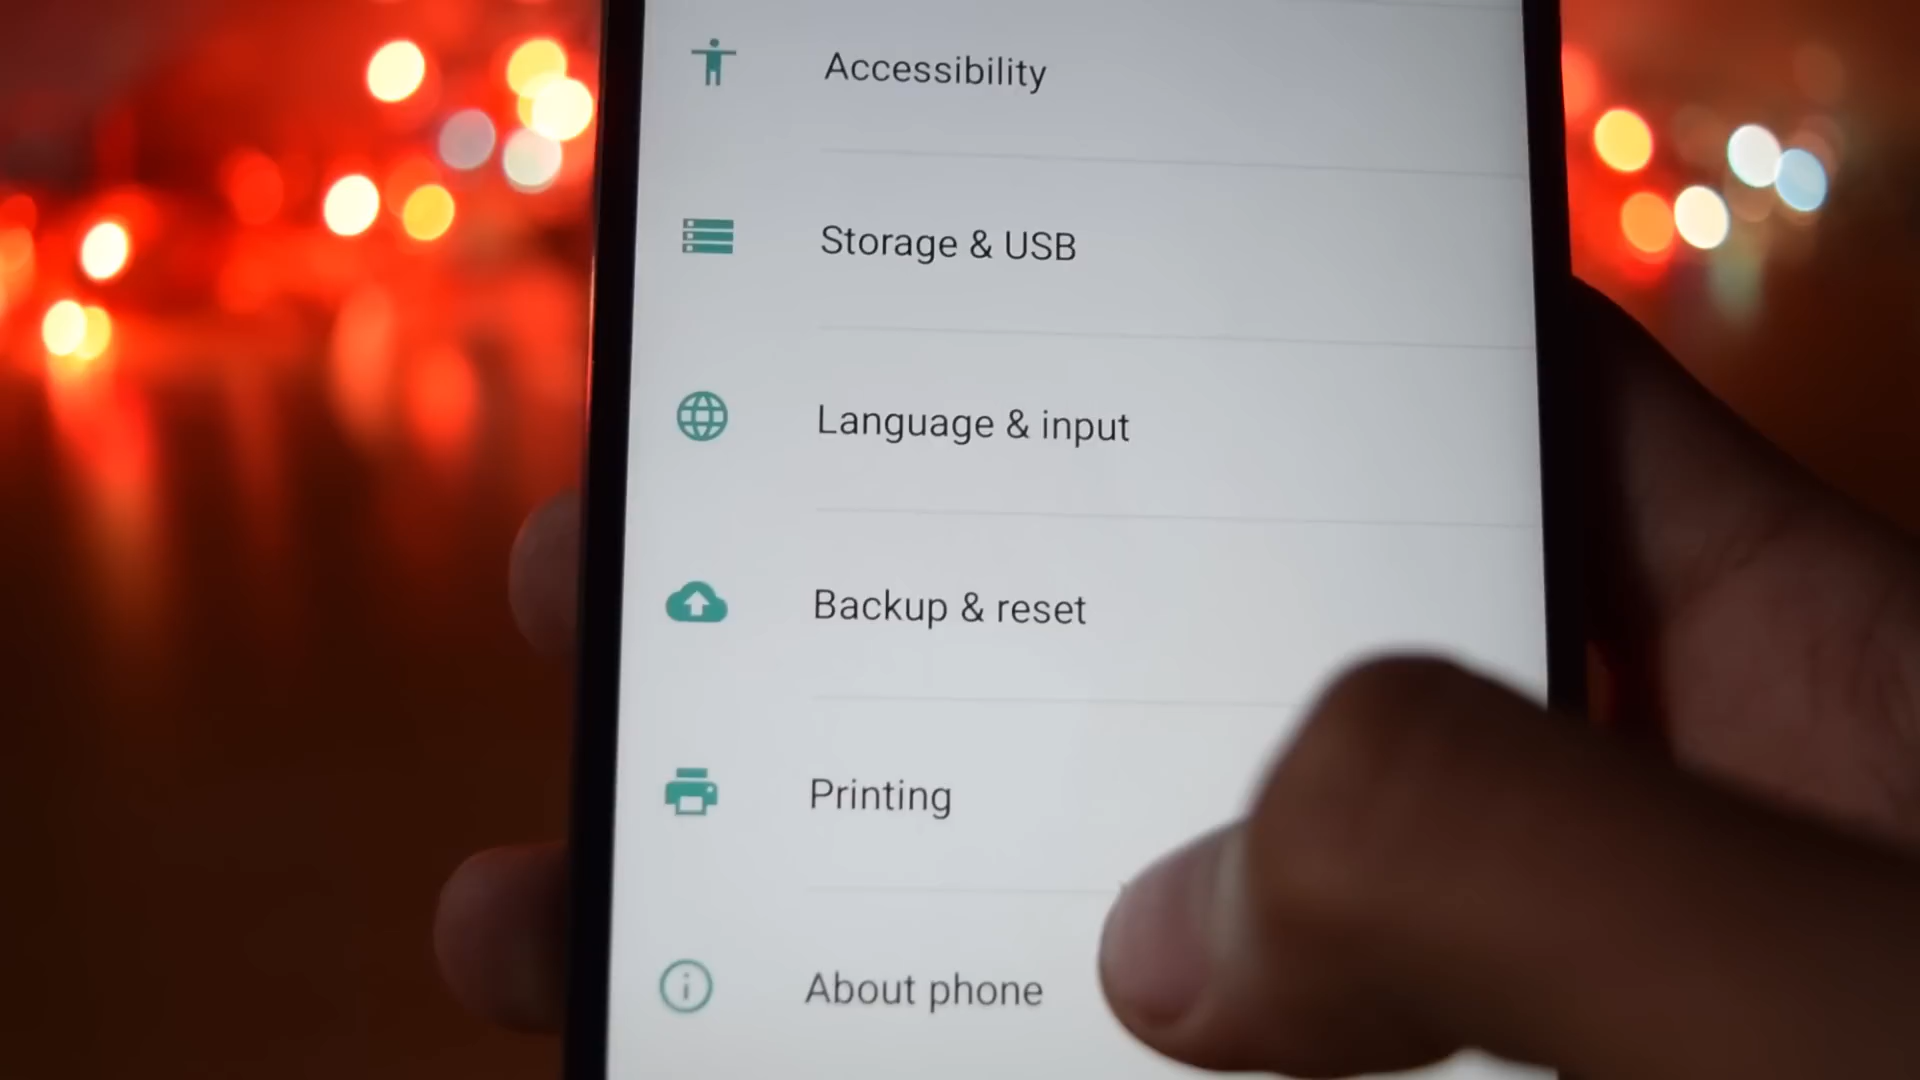 Accessibility
Storage & USB
Language & input
Backup & reset
Printing
About phone